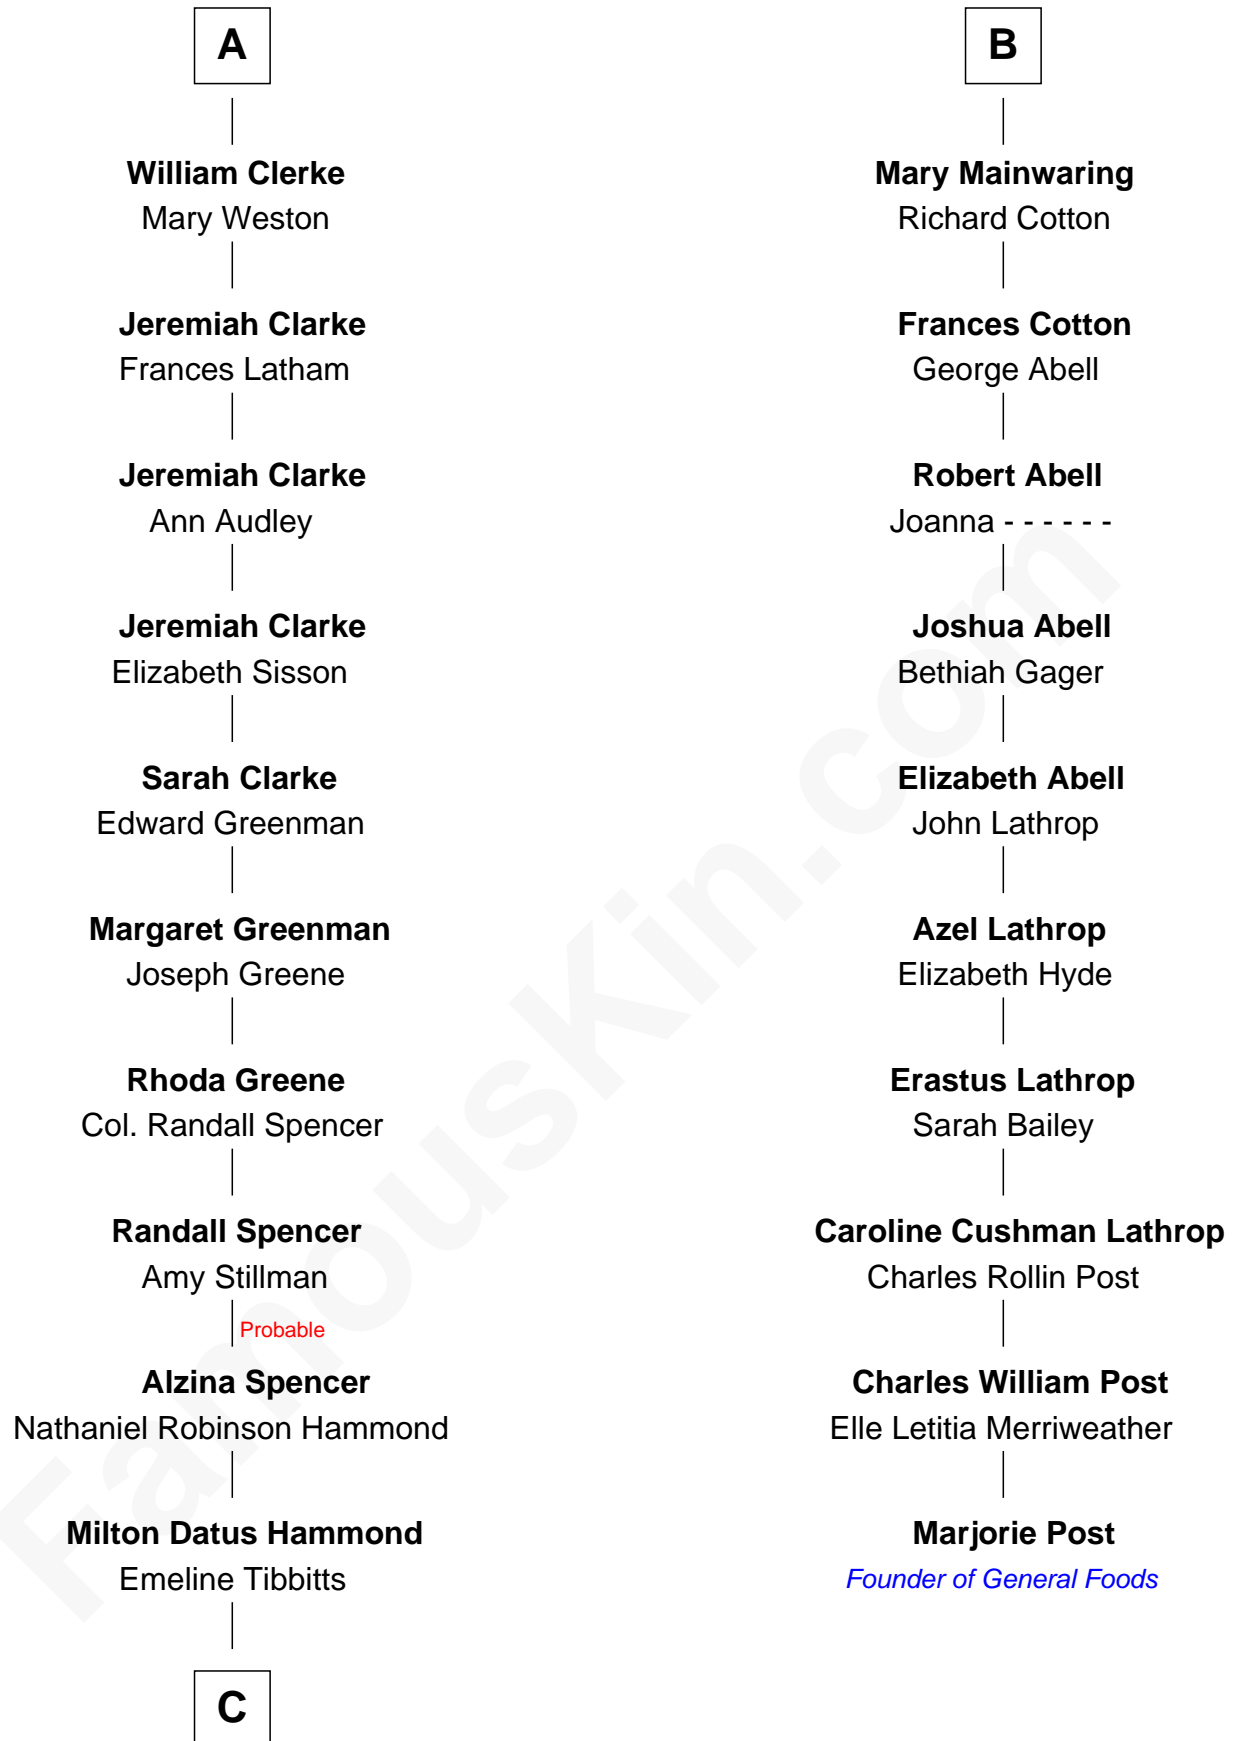 A
William Clerke
Mary Weston
Jeremiah Clarke
Frances Latham
Jeremiah Clarke
Ann Audley
Jeremiah Clarke
Elizabeth Sisson
Sarah Clarke
Edward Greenman
Margaret Greenman
Joseph Greene
Rhoda Greene
Col. Randall Spencer
Randall Spencer
Amy Stillman
Probable
Alzina Spencer
Nathaniel Robinson Hammond
Milton Datus Hammond
Emeline Tibbitts
C
B
Mary Mainwaring
Richard Cotton
Frances Cotton
George Abell
Robert Abell
Joanna - - - - - -
Joshua Abell
Bethiah Gager
Elizabeth Abell
John Lathrop
Azel Lathrop
Elizabeth Hyde
Erastus Lathrop
Sarah Bailey
Caroline Cushman Lathrop
Charles Rollin Post
Charles William Post
Elle Letitia Merriweather
Marjorie Post
Founder of General Foods
FamousKin.com